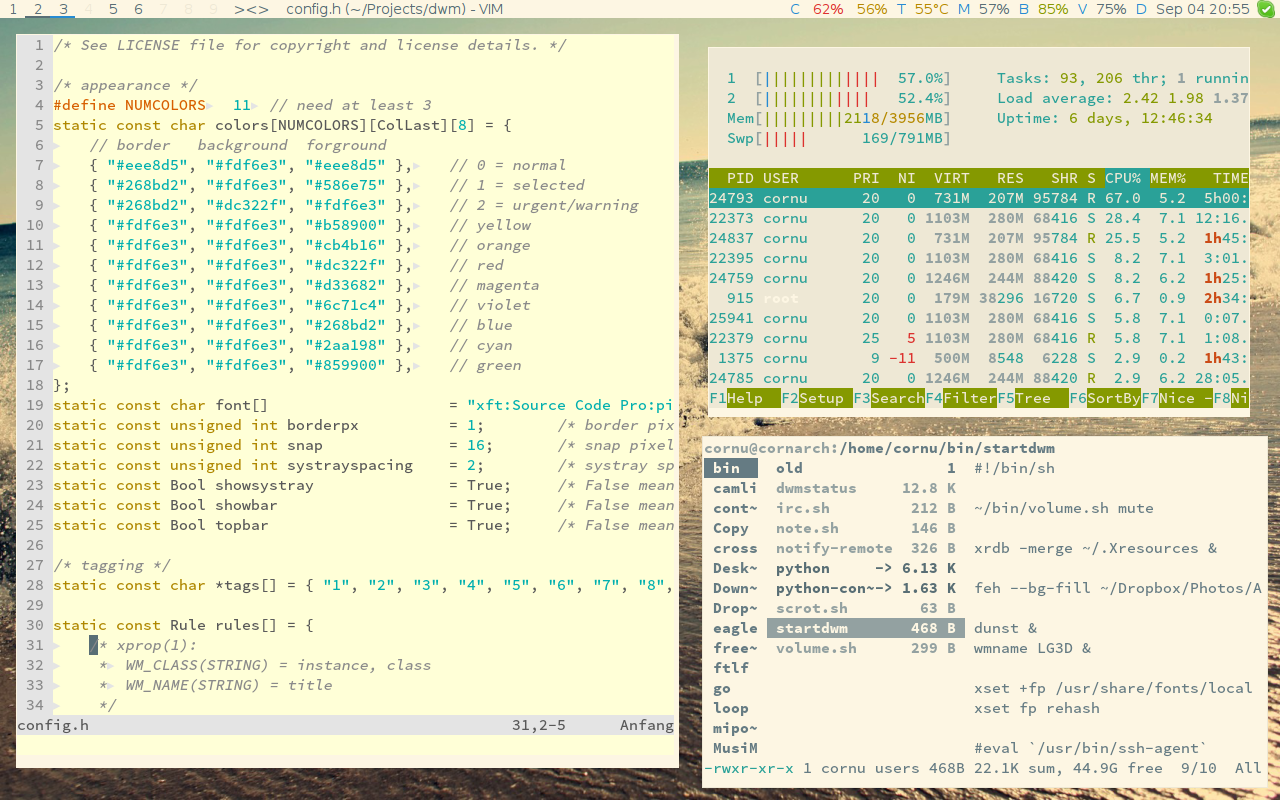 1 2 3 4 5 6 7 8 9 ><> config.h (~/Projects/dwm) - VIM C 62% 56% T 55°C M 57% B 85% V 75% D Sep 04 20:55
1 /* See LICENSE file for copyright and license details. */
2
3 /* appearance */
4 #define NUMCOLORS 11 // need at least 3
5 static const char colors[NUMCOLORS][ColLast][8] = {
6 // border background forground
7 { "#eee8d5", "#fdf6e3", "#eee8d5" }, // 0 = normal
8 { "#268bd2", "#fdf6e3", "#586e75" }, // 1 = selected
9 { "#268bd2", "#dc322f", "#fdf6e3" }, // 2 = urgent/warning
10 { "#fdf6e3", "#fdf6e3", "#b58900" }, // yellow
11 { "#fdf6e3", "#fdf6e3", "#cb4b16" }, // orange
12 { "#fdf6e3", "#fdf6e3", "#dc322f" }, // red
13 { "#fdf6e3", "#fdf6e3", "#d33682" }, // magenta
14 { "#fdf6e3", "#fdf6e3", "#6c71c4" }, // violet
15 { "#fdf6e3", "#fdf6e3", "#268bd2" }, // blue
16 { "#fdf6e3", "#fdf6e3", "#2aa198" }, // cyan
17 { "#fdf6e3", "#fdf6e3", "#859900" }, // green
18 };
19 static const char font[] = "xft:Source Code Pro:pi
20 static const unsigned int borderpx = 1; /* border pix
21 static const unsigned int snap = 16; /* snap pixel
22 static const unsigned int systrayspacing = 2; /* systray sp
23 static const Bool showsystray = True; /* False mean
24 static const Bool showbar = True; /* False mean
25 static const Bool topbar = True; /* False mean
26
27 /* tagging */
28 static const char *tags[] = { "1", "2", "3", "4", "5", "6", "7", "8",
29
30 static const Rule rules[] = {
31 /* xprop(1):
32 * WM_CLASS(STRING) = instance, class
33 * WM_NAME(STRING) = title
34 */
config.h 31,2-5 Anfang
1 [||||||||||||| 57.0%] Tasks: 93, 206 thr; 1 runnin
2 [|||||||||||| 52.4%] Load average: 2.42 1.98 1.37
Mem[|||||||||2118/3956MB] Uptime: 6 days, 12:46:34
Swp[||||| 169/791MB]
PID USER PRI NI VIRT RES SHR S CPU% MEM% TIME
24793 cornu 20 0 731M 207M 95784 R 67.0 5.2 5h00:
22373 cornu 20 0 1103M 280M 68416 S 28.4 7.1 12:16.
24837 cornu 20 0 731M 207M 95784 R 25.5 5.2 1h45:
22395 cornu 20 0 1103M 280M 68416 S 8.2 7.1 3:01.
24759 cornu 20 0 1246M 244M 88420 S 8.2 6.2 1h25:
915 root 20 0 179M 38296 16720 S 6.7 0.9 2h34:
25941 cornu 20 0 1103M 280M 68416 S 5.8 7.1 0:07.
22379 cornu 25 5 1103M 280M 68416 R 5.8 7.1 1:08.
1375 cornu 9 -11 500M 8548 6228 S 2.9 0.2 1h43:
24785 cornu 20 0 1246M 244M 88420 R 2.9 6.2 28:05.
F1Help F2Setup F3SearchF4FilterF5Tree F6SortByF7Nice -F8Ni
cornu@cornarch:/home/cornu/bin/startdwm
bin old 1 #!/bin/sh
camli dwmstatus 12.8 K
cont~ irc.sh 212 B ~/bin/volume.sh mute
Copy note.sh 146 B
cross notify-remote 326 B xrdb -merge ~/.Xresources &
Desk~ python -> 6.13 K
Down~ python-con~-> 1.63 K feh --bg-fill ~/Dropbox/Photos/A
Drop~ scrot.sh 63 B
eagle startdwm 468 B dunst &
free~ volume.sh 299 B wmname LG3D &
ftlf
go xset +fp /usr/share/fonts/local
loop xset fp rehash
mipo~
MusiM #eval `/usr/bin/ssh-agent`
-rwxr-xr-x 1 cornu users 468B 22.1K sum, 44.9G free 9/10 All